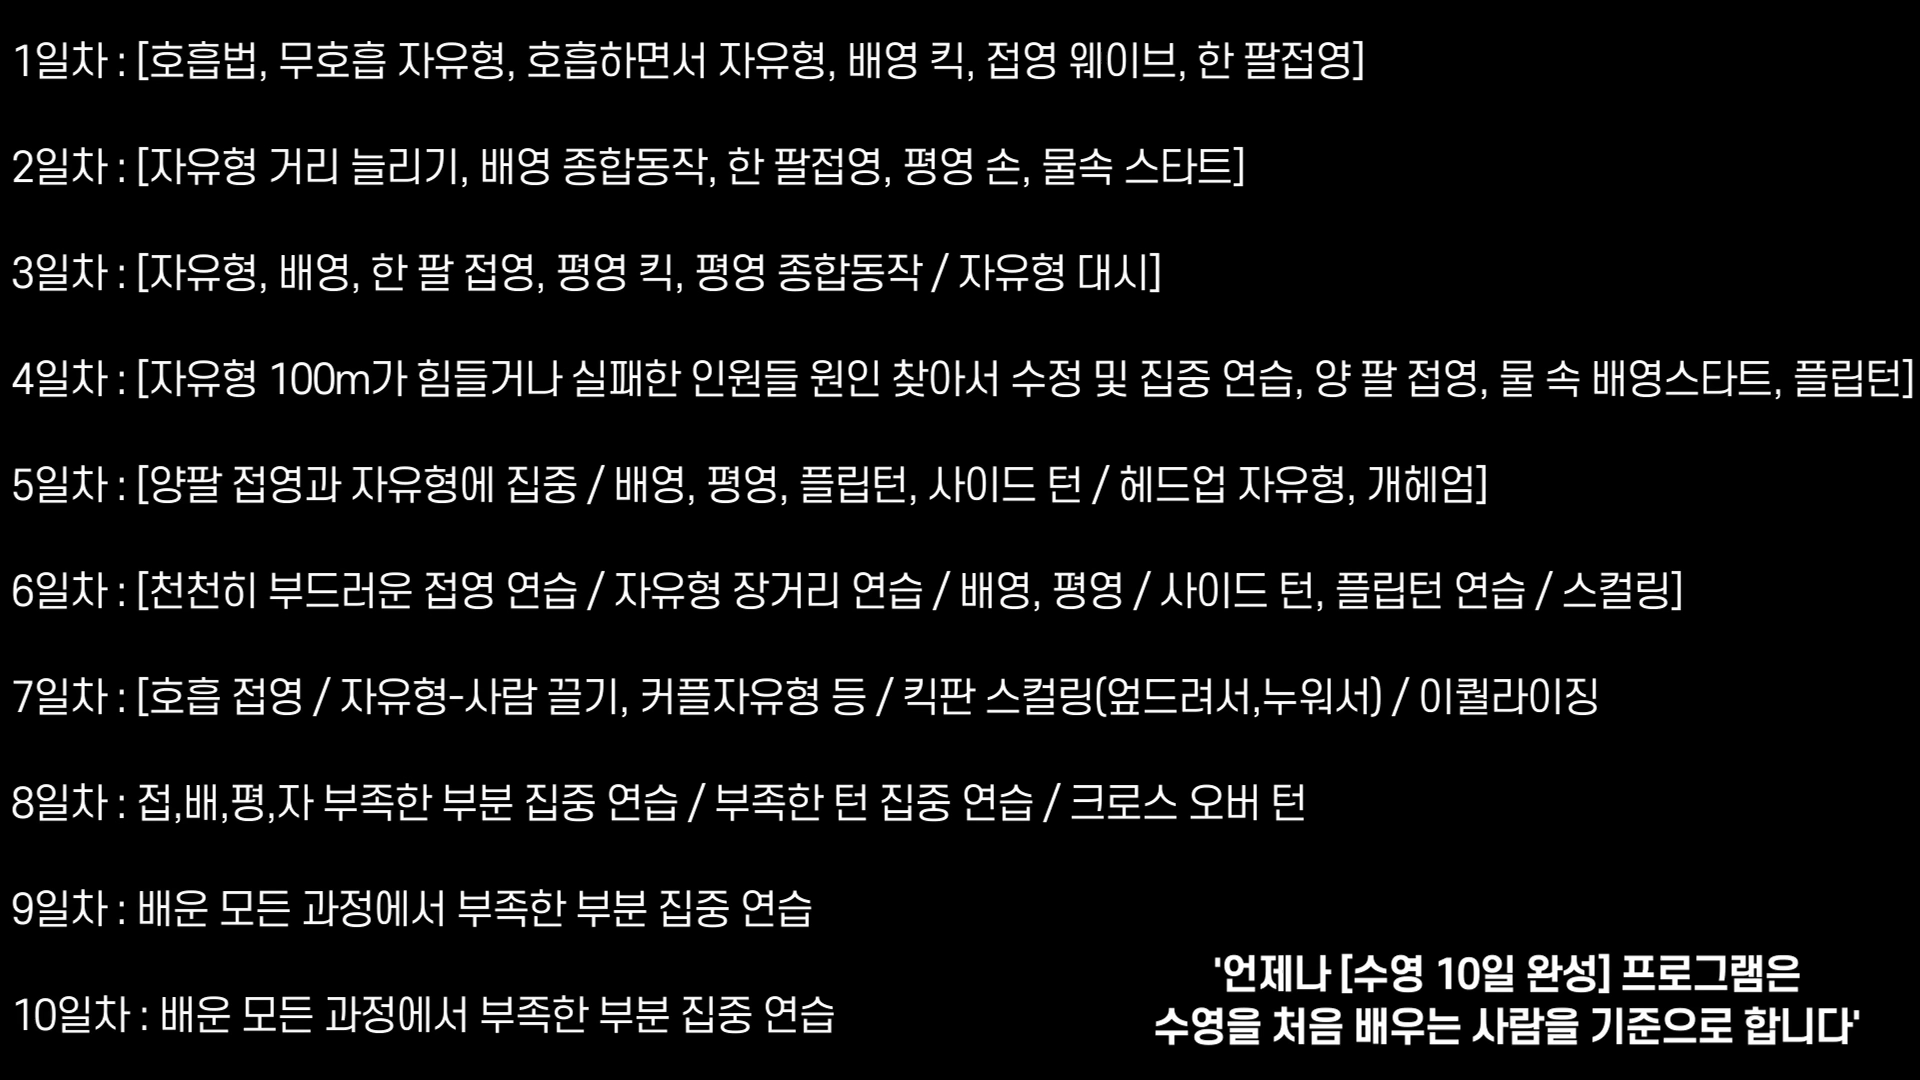 1일차 : [호흡법, 무호흡 자유형, 호흡하면서 자유형, 배영 킥, 접영 웨이브, 한 팔접영]
2일차 : [자유형 거리 늘리기, 배영 종합동작, 한 팔접영, 평영 손, 물속 스타트]
3일차 : [자유형, 배영, 한 팔 접영, 평영 킥, 평영 종합동작 / 자유형 대시]
4일차 : [자유형 100m가 힘들거나 실패한 인원들 원인 찾아서 수정 및 집중 연습, 양 팔 접영, 물 속 배영스타트, 플립턴]
5일차 : [양팔 접영과 자유형에 집중 / 배영, 평영, 플립턴, 사이드 턴 / 헤드업 자유형, 개헤엄]
6일차 : [천천히 부드러운 접영 연습 / 자유형 장거리 연습 / 배영, 평영 / 사이드 턴, 플립턴 연습 / 스컬링]
7일차 : [호흡 접영 / 자유형-사람 끌기, 커플자유형 등 / 킥판 스컬링(엎드려서,누워서) / 이퀄라이징
8일차 : 접,배,평,자 부족한 부분 집중 연습 / 부족한 턴 집중 연습 / 크로스 오버 턴
9일차 : 배운 모든 과정에서 부족한 부분 집중 연습
10일차 : 배운 모든 과정에서 부족한 부분 집중 연습
'언제나 [수영 10일 완성] 프로그램은
수영을 처음 배우는 사람을 기준으로 합니다'